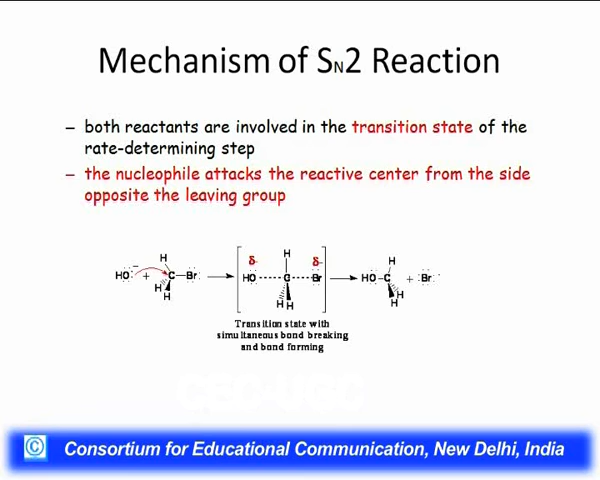 Mechanism of SN2 Reaction
– both reactants are involved in the transition state of the
rate-determining step
– the nucleophile attacks the reactive center from the side
opposite the leaving group
H H H
δ- δ-
HO: + C Br: HO C Br HO C + :Br:
H H H H H H
Transition state with
simultaneous bond breaking
and bond forming
CEC-UGC
© Consortium for Educational Communication, New Delhi, India